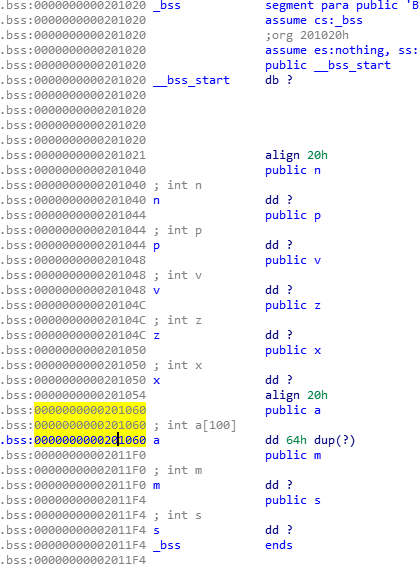 .bss:0000000000201020 _bss segment para public 'B
.bss:0000000000201020 assume cs:_bss
.bss:0000000000201020 ;org 201020h
.bss:0000000000201020 assume es:nothing, ss:
.bss:0000000000201020 public __bss_start
.bss:0000000000201020 __bss_start db ?
.bss:0000000000201020
.bss:0000000000201020
.bss:0000000000201020
.bss:0000000000201020
.bss:0000000000201021 align 20h
.bss:0000000000201040 public n
.bss:0000000000201040 ; int n
.bss:0000000000201040 n dd ?
.bss:0000000000201044 public p
.bss:0000000000201044 ; int p
.bss:0000000000201044 p dd ?
.bss:0000000000201048 public v
.bss:0000000000201048 ; int v
.bss:0000000000201048 v dd ?
.bss:000000000020104C public z
.bss:000000000020104C ; int z
.bss:000000000020104C z dd ?
.bss:0000000000201050 public x
.bss:0000000000201050 ; int x
.bss:0000000000201050 x dd ?
.bss:0000000000201054 align 20h
.bss:0000000000201060 public a
.bss:0000000000201060 ; int a[100]
.bss:0000000000201060 a dd 64h dup(?)
.bss:00000000002011F0 public m
.bss:00000000002011F0 ; int m
.bss:00000000002011F0 m dd ?
.bss:00000000002011F4 public s
.bss:00000000002011F4 ; int s
.bss:00000000002011F4 s dd ?
.bss:00000000002011F4 _bss ends
.bss:00000000002011F4